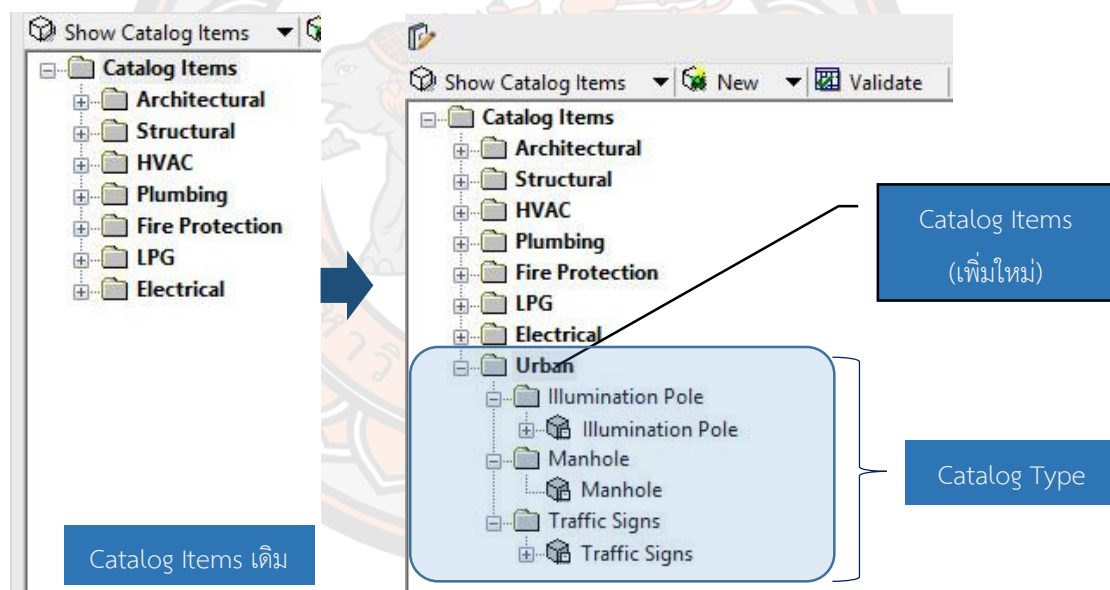 Show Catalog Items
Catalog Items
Architectural
Structural
HVAC
Plumbing
Fire Protection
LPG
Electrical
Catalog Items เดิม
Show Catalog Items
New
Validate
Catalog Items
Architectural
Structural
HVAC
Plumbing
Fire Protection
LPG
Electrical
Urban
Illumination Pole
Illumination Pole
Manhole
Manhole
Traffic Signs
Traffic Signs
Catalog Items
(เพิ่มใหม่)
Catalog Type